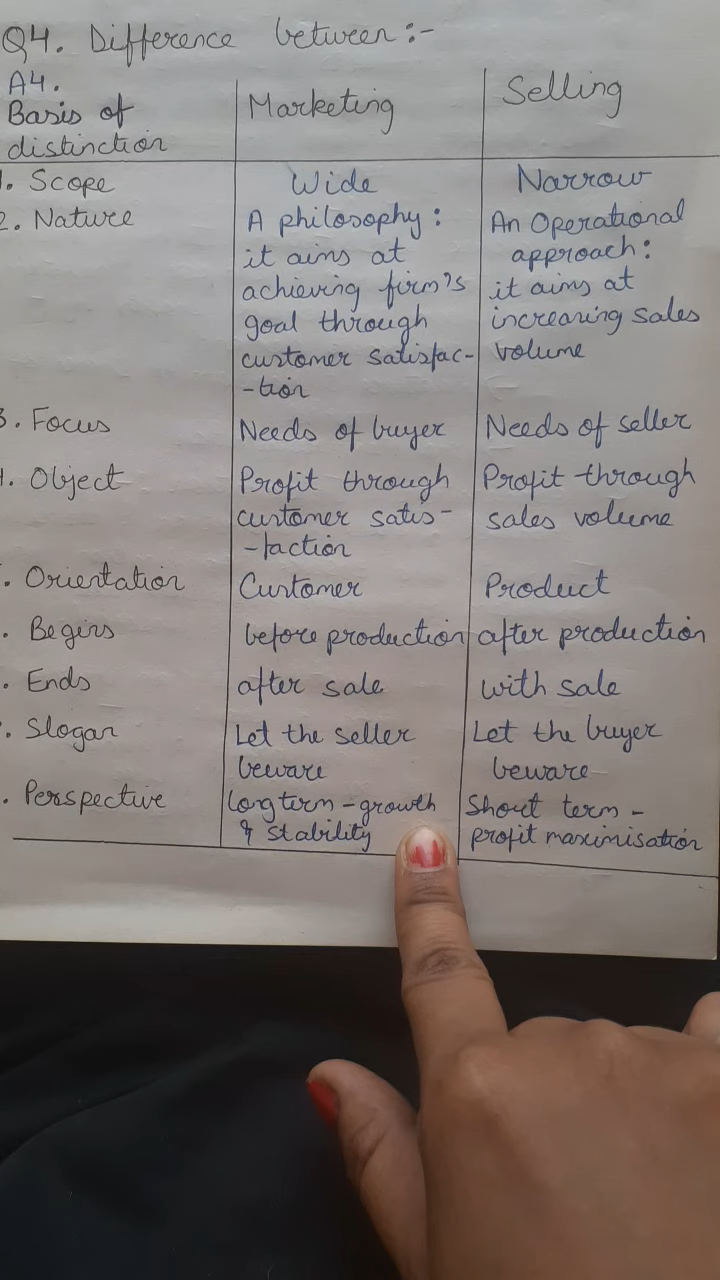 Q4. Difference between :-
A4.
Basis of distinction | Marketing | Selling
1. Scope | Wide | Narrow
2. Nature | A philosophy : | An Operational
it aims at | approach :
achieving firm's | it aims at
goal through | increasing sales
customer satisfac- | volume
-tion
3. Focus | Needs of buyer | Needs of seller
. Object | Profit through | Profit through
customer satis- | sales volume
-faction
. Orientation | Customer | Product
. Begins | before production | after production
. Ends | after sale | with sale
. Slogan | Let the seller | Let the buyer
beware | beware
. Perspective | Long term - growth | Short term -
& stability | profit maximisation